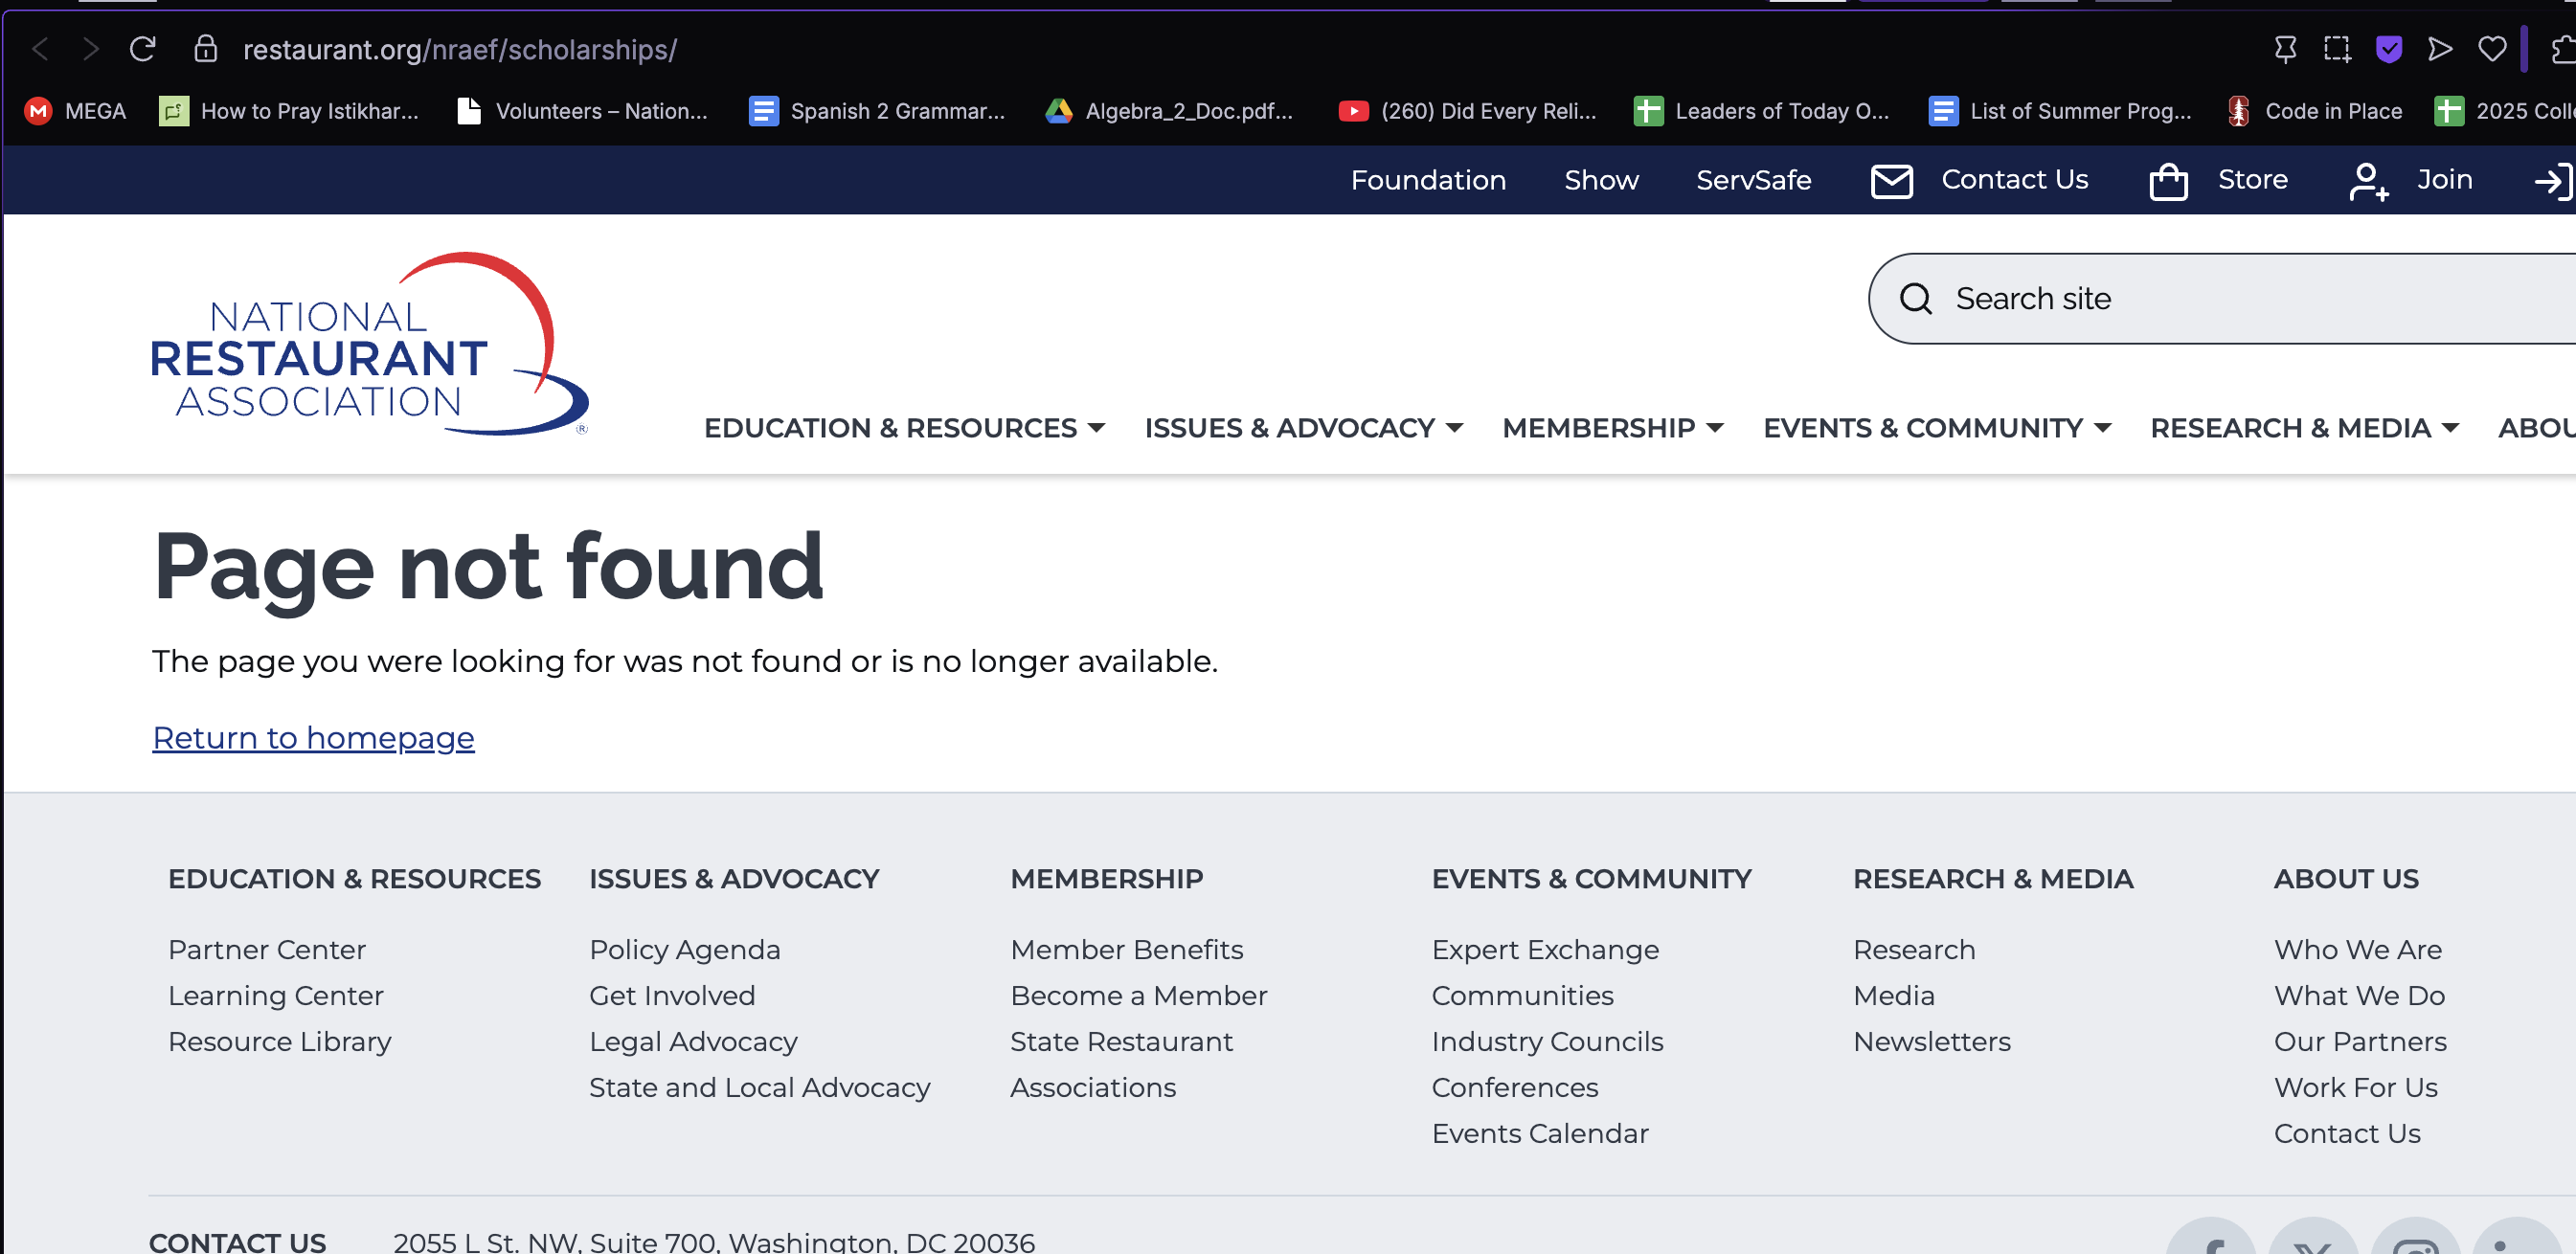 restaurant.org/nraef/scholarships/
MEGA How to Pray Istikhar... Volunteers – Nation... Spanish 2 Grammar... Algebra_2_Doc.pdf... (260) Did Every Reli... Leaders of Today O... List of Summer Prog... Code in Place 2025 Colle
Foundation Show ServSafe Contact Us Store Join
NATIONAL
RESTAURANT
ASSOCIATION®
Search site
EDUCATION & RESOURCES ISSUES & ADVOCACY MEMBERSHIP EVENTS & COMMUNITY RESEARCH & MEDIA ABOU
Page not found
The page you were looking for was not found or is no longer available.
Return to homepage
EDUCATION & RESOURCES
Partner Center
Learning Center
Resource Library
ISSUES & ADVOCACY
Policy Agenda
Get Involved
Legal Advocacy
State and Local Advocacy
MEMBERSHIP
Member Benefits
Become a Member
State Restaurant
Associations
EVENTS & COMMUNITY
Expert Exchange
Communities
Industry Councils
Conferences
Events Calendar
RESEARCH & MEDIA
Research
Media
Newsletters
ABOUT US
Who We Are
What We Do
Our Partners
Work For Us
Contact Us
CONTACT US 2055 L St. NW, Suite 700, Washington, DC 20036